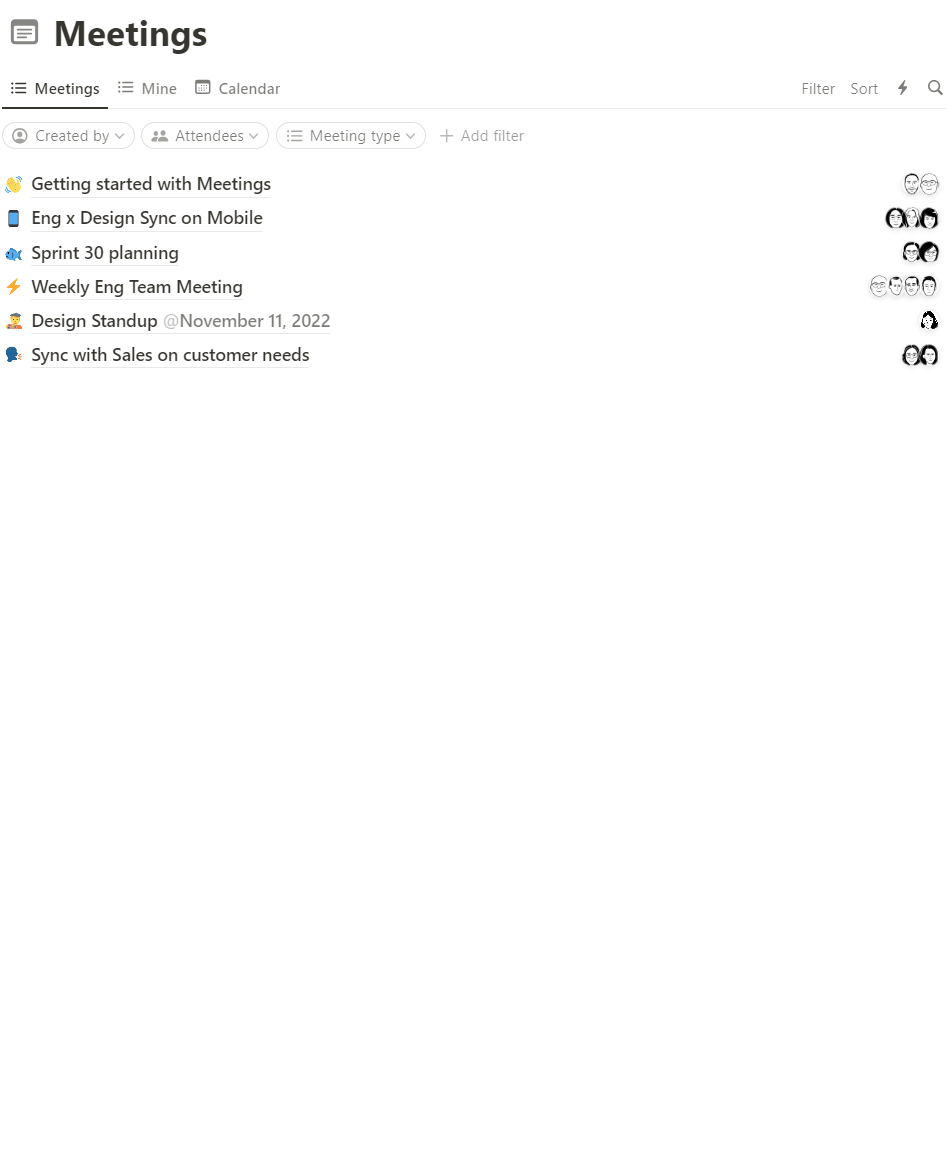 Meetings
Meetings Mine Calendar Filter Sort
Created by Attendees Meeting type Add filter
Getting started with Meetings
Eng x Design Sync on Mobile
Sprint 30 planning
Weekly Eng Team Meeting
Design Standup @November 11, 2022
Sync with Sales on customer needs